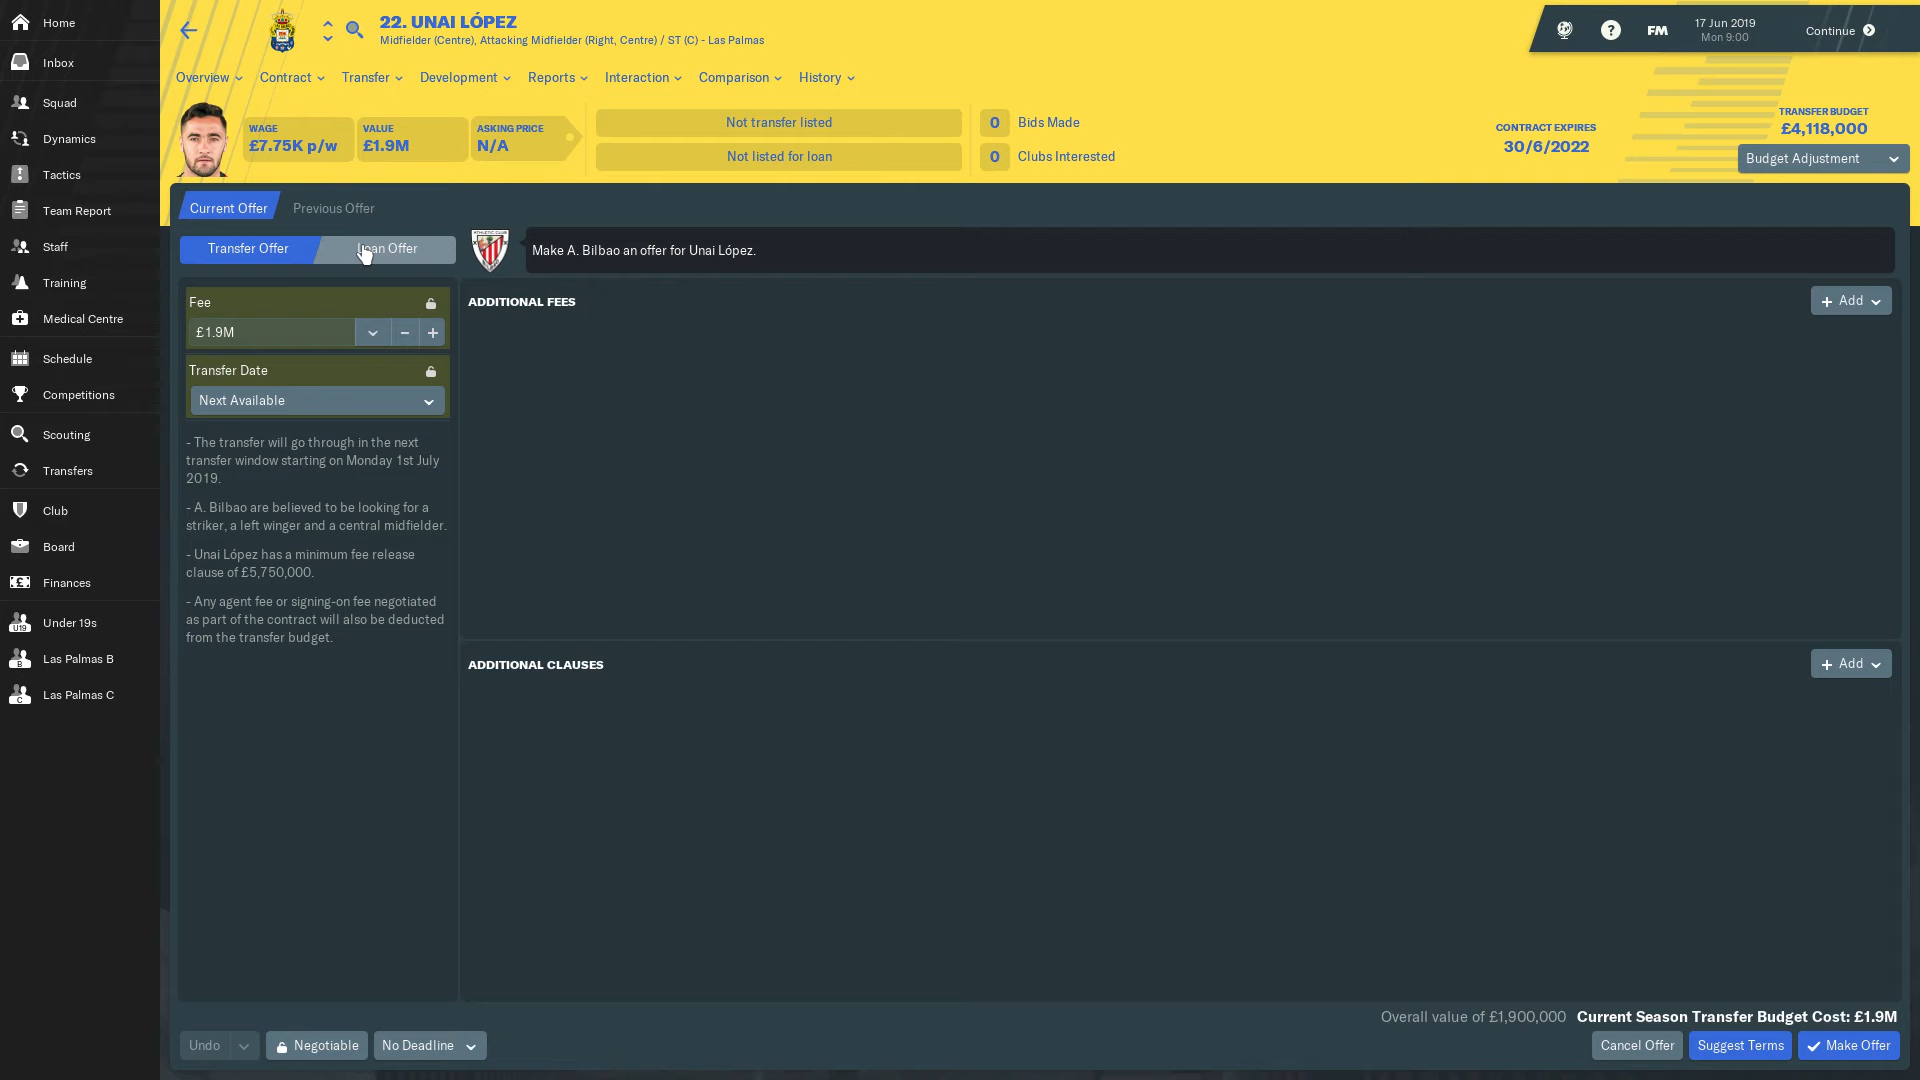 Home
Inbox
Squad
Dynamics
Tactics
Team Report
Staff
Training
Medical Centre
Schedule
Competitions
Scouting
Transfers
Club
Board
Finances
U19
Under 19s
B
Las Palmas B
C
Las Palmas C
22. UNAI LÓPEZ
Midfielder (Centre), Attacking Midfielder (Right, Centre) / ST (C) - Las Palmas
FM
17 Jun 2019
Mon 9:00
Continue
Overview
Contract
Transfer
Development
Reports
Interaction
Comparison
History
WAGE
£7.75K p/w
VALUE
£1.9M
ASKING PRICE
N/A
Not transfer listed
Not listed for loan
0 Bids Made
0 Clubs Interested
CONTRACT EXPIRES
30/6/2022
TRANSFER BUDGET
£4,118,000
Budget Adjustment
Current Offer
Previous Offer
Transfer Offer
Loan Offer
ATHLETIC CLUB
Make A. Bilbao an offer for Unai López.
Fee
£1.9M
Transfer Date
Next Available
- The transfer will go through in the next
transfer window starting on Monday 1st July
2019.
- A. Bilbao are believed to be looking for a
striker, a left winger and a central midfielder.
- Unai López has a minimum fee release
clause of £5,750,000.
- Any agent fee or signing-on fee negotiated
as part of the contract will also be deducted
from the transfer budget.
ADDITIONAL FEES
+ Add
ADDITIONAL CLAUSES
+ Add
Overall value of £1,900,000
Current Season Transfer Budget Cost: £1.9M
Undo
Negotiable
No Deadline
Cancel Offer
Suggest Terms
Make Offer